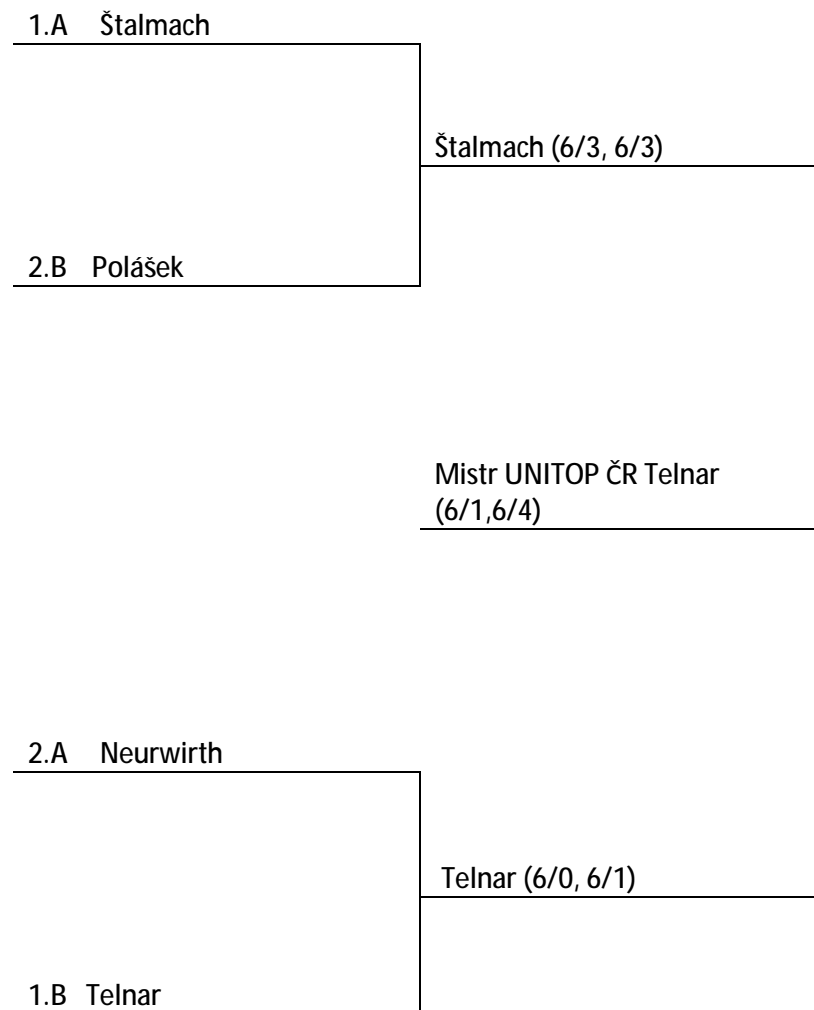 1.A Štalmach
Štalmach (6/3, 6/3)
2.B Polášek
Mistr UNITOP ČR Telnar
(6/1,6/4)
2.A Neurwirth
Telnar (6/0, 6/1)
1.B Telnar